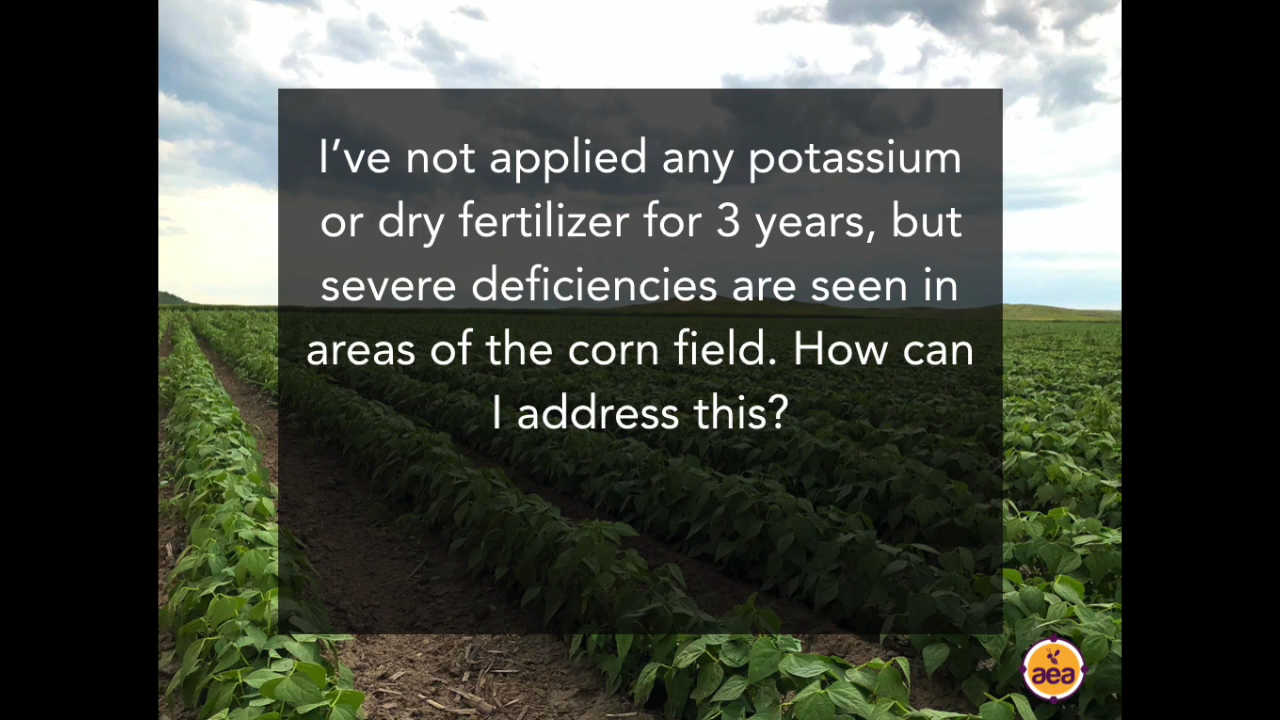 I've not applied any potassium
or dry fertilizer for 3 years, but
severe deficiencies are seen in
areas of the corn field. How can
I address this?
aea